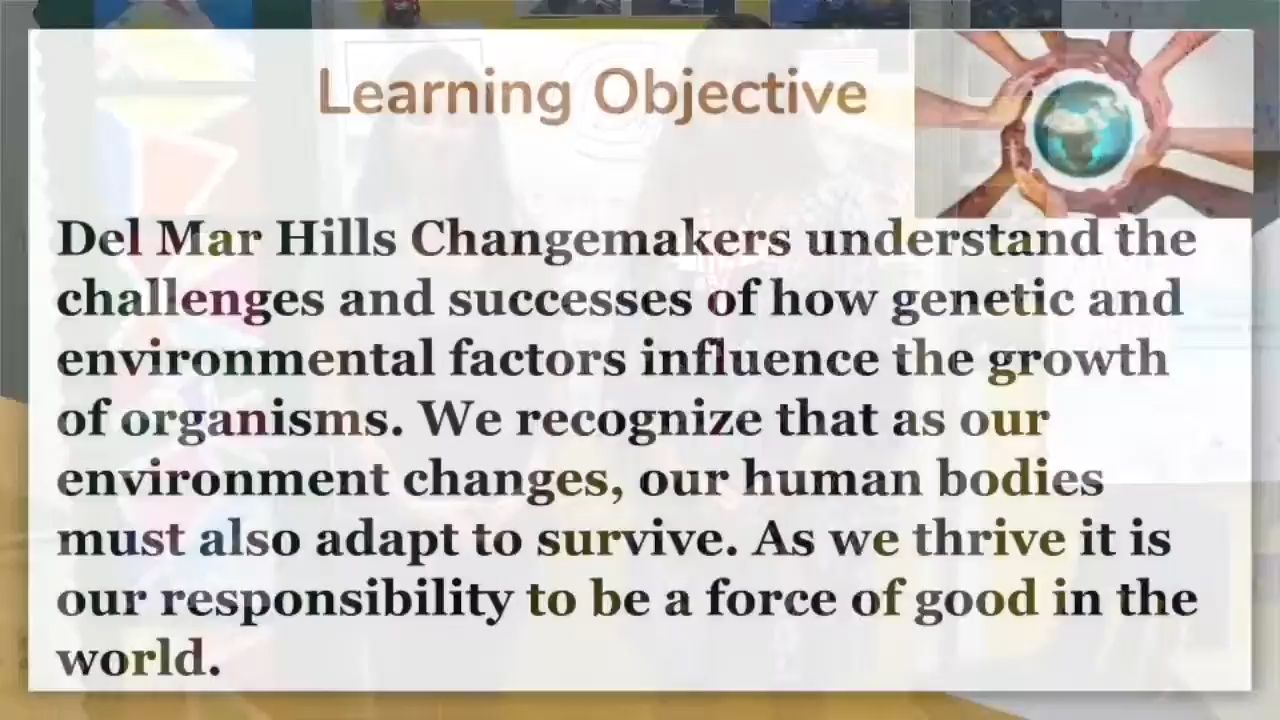 Learning Objective
Del Mar Hills Changemakers understand the
challenges and successes of how genetic and
environmental factors influence the growth
of organisms. We recognize that as our
environment changes, our human bodies
must also adapt to survive. As we thrive it is
our responsibility to be a force of good in the
world.